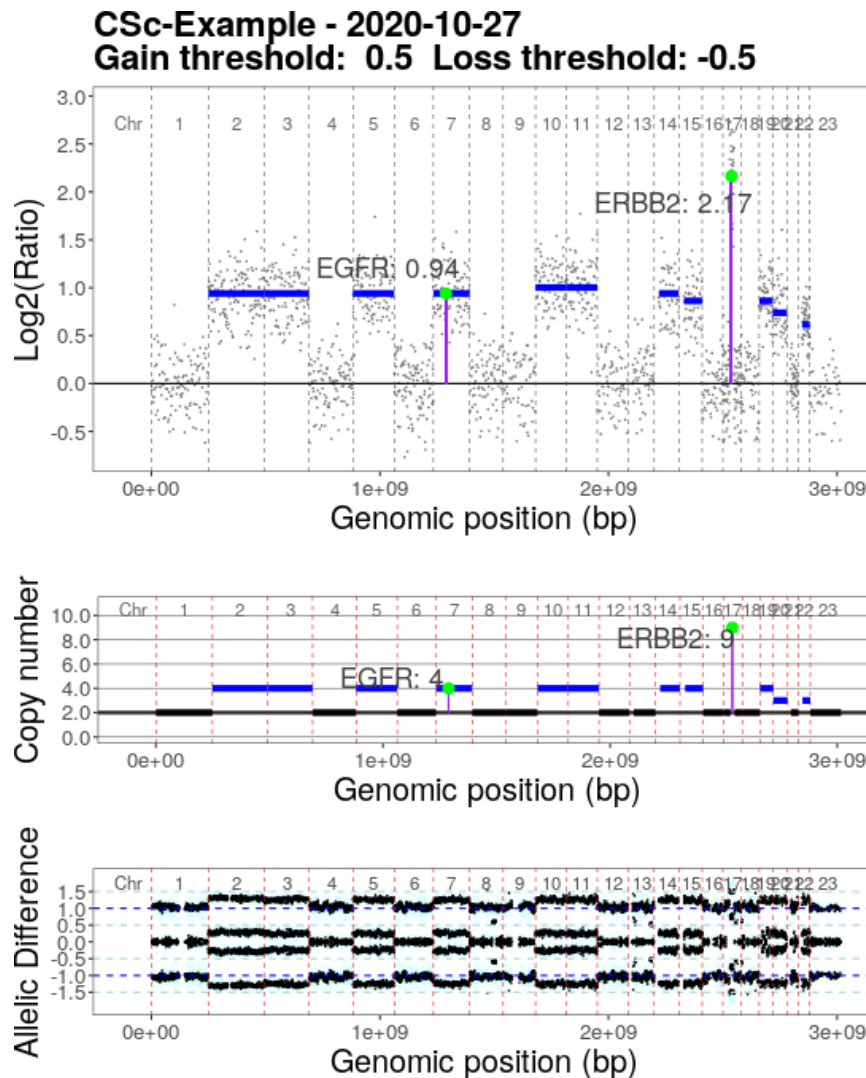 CSc-Example - 2020-10-27
Gain threshold:  0.5  Loss threshold: -0.5
Log2(Ratio)
3.0
2.5
2.0
1.5
1.0
0.5
0.0
-0.5
Chr 1 2 3 4 5 6 7 8 9 10 11 12 13 14 15 16 17 18 19 20 21 22 23
ERBB2: 2.17
EGFR: 0.94
0e+00 1e+09 2e+09 3e+09
Genomic position (bp)
Copy number
10.0
8.0
6.0
4.0
2.0
0.0
Chr 1 2 3 4 5 6 7 8 9 10 11 12 13 14 15 16 17 18 19 20 21 22 23
ERBB2: 9
EGFR: 4
0e+00 1e+09 2e+09 3e+09
Genomic position (bp)
Allelic Difference
1.5
1.0
0.5
0.0
-0.5
-1.0
-1.5
Chr 1 2 3 4 5 6 7 8 9 10 11 12 13 14 15 16 17 18 19 20 21 22 23
0e+00 1e+09 2e+09 3e+09
Genomic position (bp)